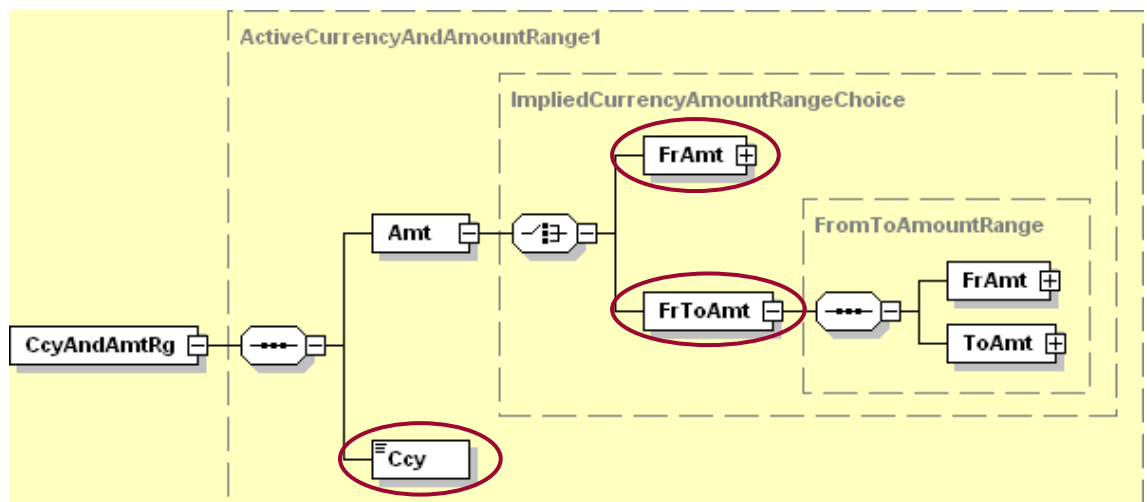 ActiveCurrencyAndAmountRange1
ImpliedCurrencyAmountRangeChoice
FrAmt
FromToAmountRange
Amt
FrAmt
FrToAmt
CcyAndAmtRg
ToAmt
Ccy